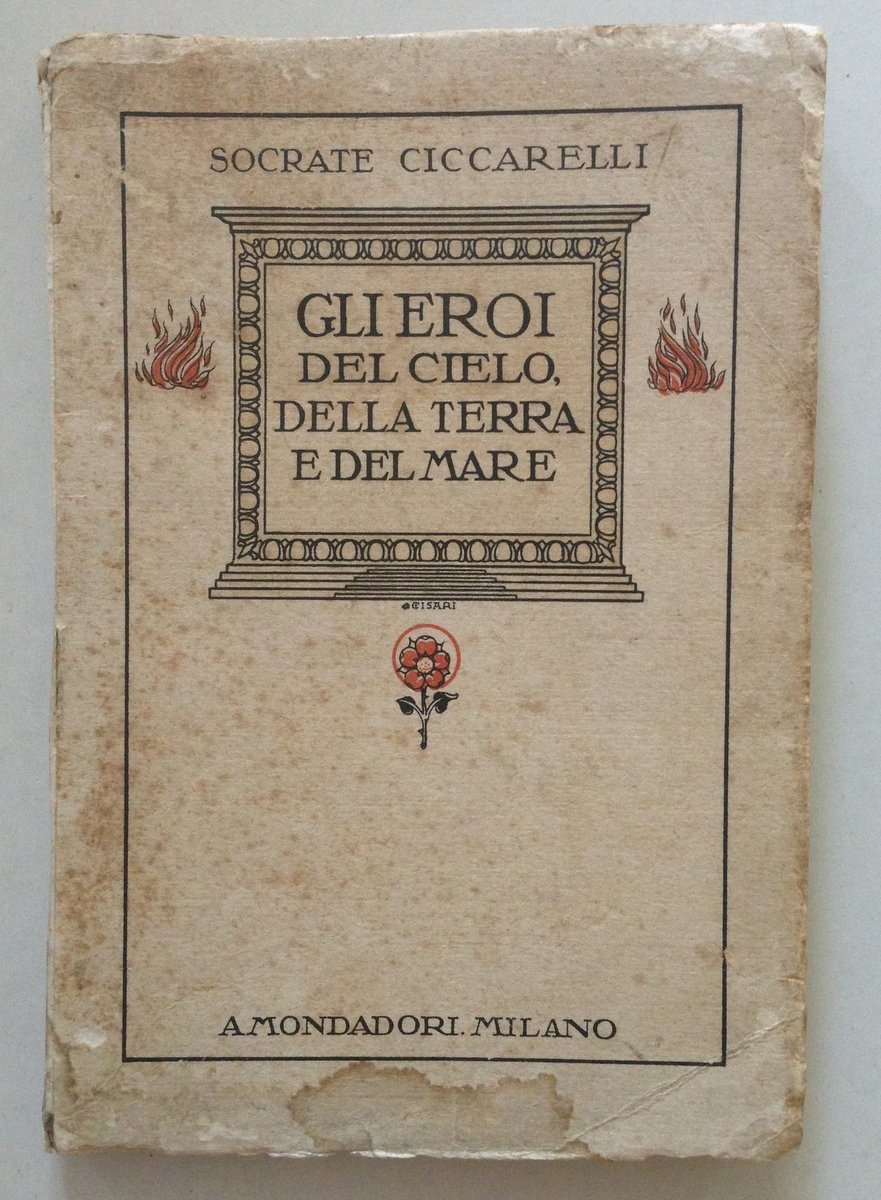 SOCRATE CICCARELLI
GLI EROI
DEL CIELO,
DELLA TERRA
E DEL MARE
CISARI
A. MONDADORI. MILANO